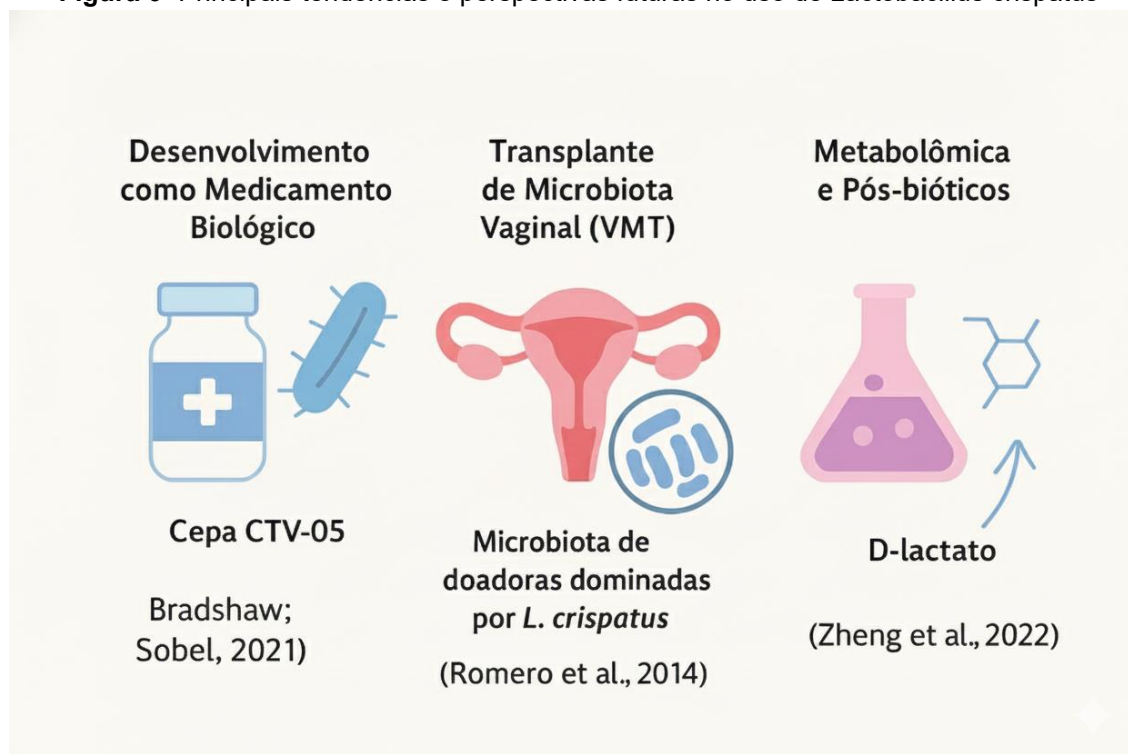 Desenvolvimento
como Medicamento
Biológico
Cepa CTV-05
Bradshaw;
Sobel, 2021)
Transplante
de Microbiota
Vaginal (VMT)
Microbiota de
doadoras dominadas
por L. crispatus
(Romero et al., 2014)
Metabolômica
e Pós-bióticos
D-lactato
(Zheng et al., 2022)